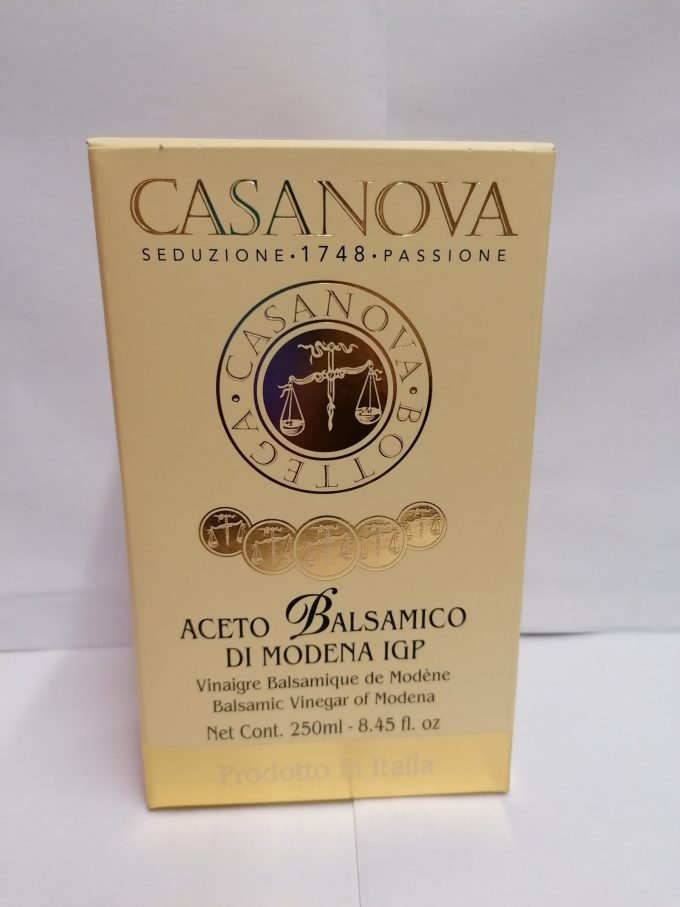 CASANOVA
SEDUZIONE · 1748 · PASSIONE
CASANOVA · BOTTEGA ·
ACETO BALSAMICO
DI MODENA IGP
Vinaigre Balsamique de Modène
Balsamic Vinegar of Modena
Net Cont. 250ml - 8.45 fl. oz
Prodotto in Italia